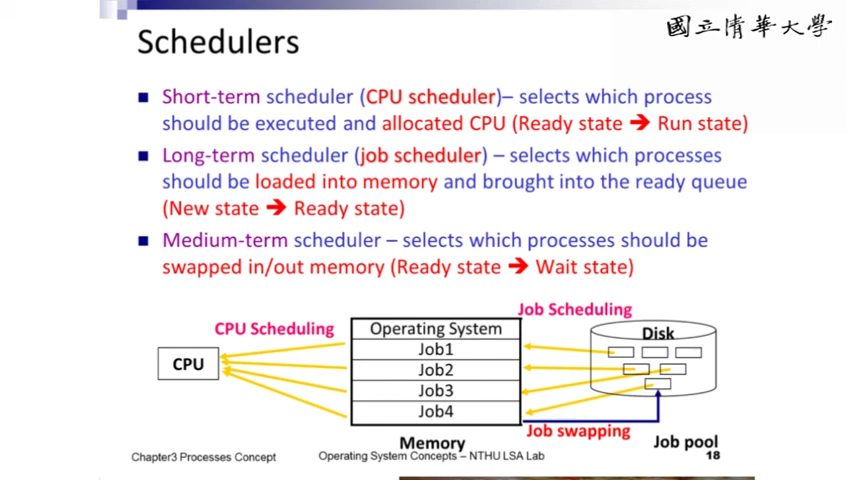 國立清華大學
Schedulers
Short-term scheduler (CPU scheduler)– selects which process
should be executed and allocated CPU (Ready state ➔ Run state)
Long-term scheduler (job scheduler) – selects which processes
should be loaded into memory and brought into the ready queue
(New state ➔ Ready state)
Medium-term scheduler – selects which processes should be
swapped in/out memory (Ready state ➔ Wait state)
Job Scheduling
CPU Scheduling
Operating System
Disk
Job1
CPU
Job2
Job3
Job4
Job swapping
Memory
Job pool
Chapter3 Processes Concept
Operating System Concepts – NTHU LSA Lab
18